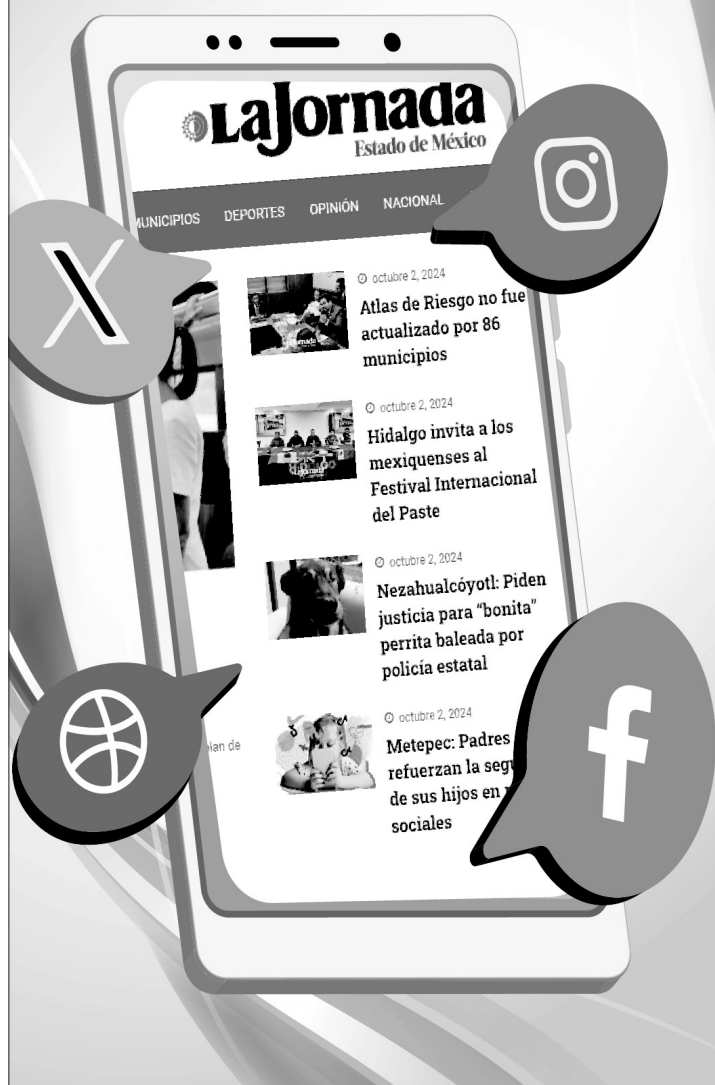 LaJornada
Estado de México
MUNICIPIOS DEPORTES OPINIÓN NACIONAL
octubre 2, 2024
Atlas de Riesgo no fue
actualizado por 86
municipios
octubre 2, 2024
Hidalgo invita a los
mexiquenses al
Festival Internacional
del Paste
octubre 2, 2024
Nezahualcóyotl: Piden
justicia para “bonita”
perrita baleada por
policía estatal
octubre 2, 2024
Metepec: Padres
refuerzan la segu
de sus hijos en
sociales
de